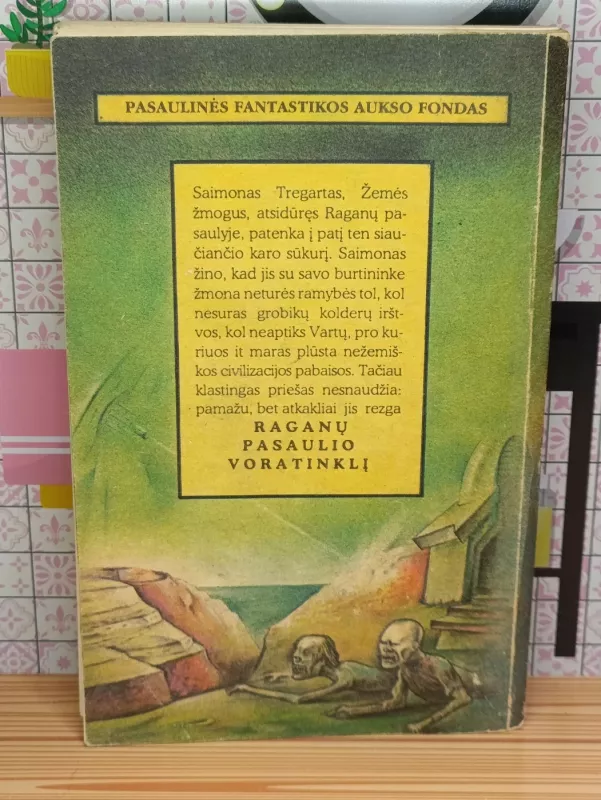 PASAULINĖS FANTASTIKOS AUKSO FONDAS
Saimonas Tregartas, Žemės
žmogus, atsidūręs Raganų pa-
saulyje, patenka į patį ten siau-
čiančio karo sūkurį. Saimonas
žino, kad jis su savo burtininke
žmona neturės ramybės tol, kol
nesuras grobikų kolderų iršt-
vos, kol neaptiks Vartų, pro ku-
riuos it maras plūsta nežemiš-
kos civilizacijos pabaisos. Tačiau
klastingas priešas nesnaudžia:
pamažu, bet atkakliai jis rezga
RAGANŲ
PASAULIO
VORATINKLĮ